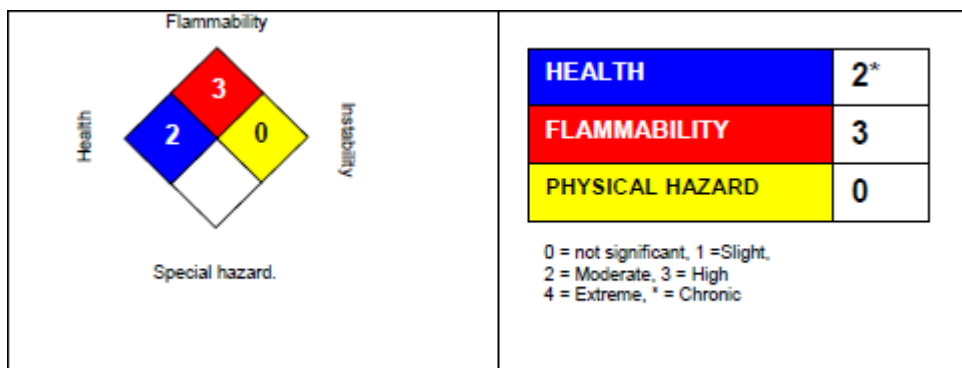 Flammability
3
Health
2
0
Instability
Special hazard.
HEALTH 2*
FLAMMABILITY 3
PHYSICAL HAZARD 0
0 = not significant, 1 =Slight,
2 = Moderate, 3 = High
4 = Extreme, * = Chronic